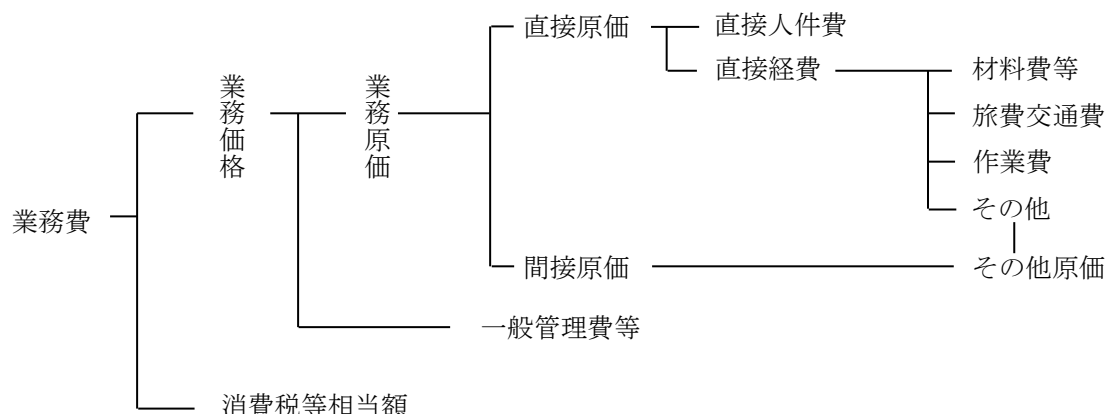 業務費
業務価格
業務原価
直接原価
直接人件費
直接経費
材料費等
旅費交通費
作業費
その他
間接原価
その他原価
一般管理費等
消費税等相当額